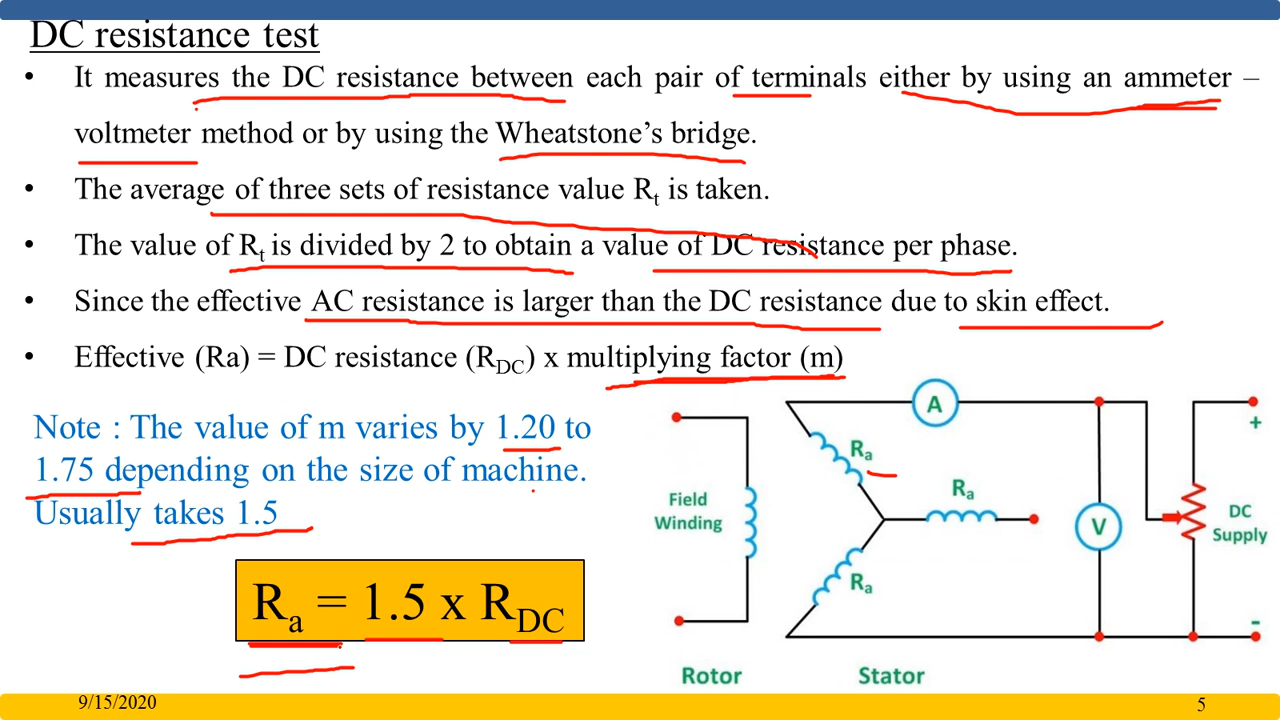 DC resistance test
• It measures the DC resistance between each pair of terminals either by using an ammeter –
voltmeter method or by using the Wheatstone’s bridge.
• The average of three sets of resistance value Rt is taken.
• The value of Rt is divided by 2 to obtain a value of DC resistance per phase.
• Since the effective AC resistance is larger than the DC resistance due to skin effect.
• Effective (Ra) = DC resistance (RDC) x multiplying factor (m)
Note : The value of m varies by 1.20 to
1.75 depending on the size of machine.
Usually takes 1.5
Ra = 1.5 x RDC
A
Ra
Ra
Ra
Field
Winding
V
+
DC
Supply
-
Rotor
Stator
9/15/2020
5